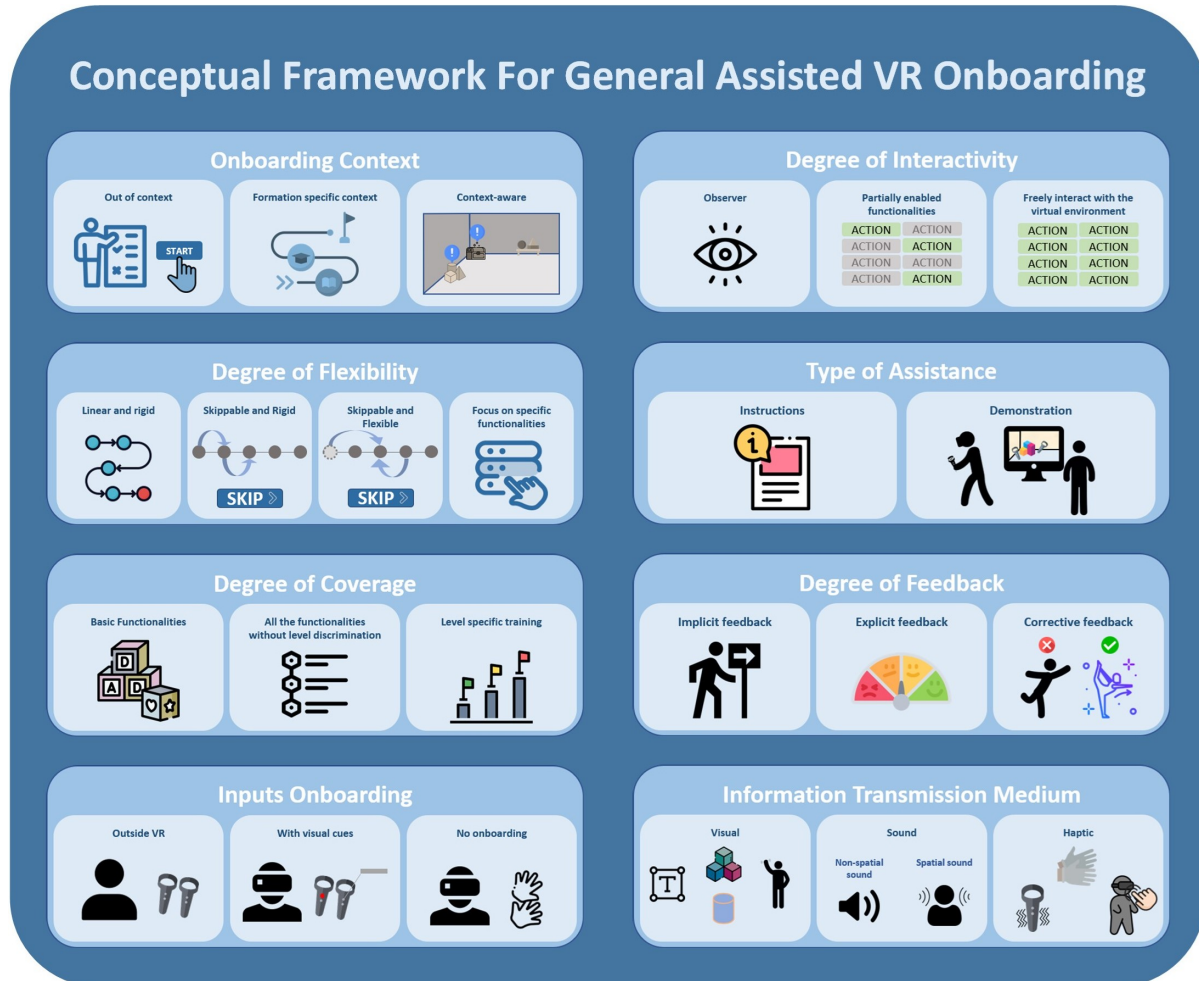 Conceptual Framework For General Assisted VR Onboarding
Onboarding Context
Out of context
START
Formation specific context
Context-aware
!
!
Degree of Interactivity
Observer
Partially enabled
functionalities
ACTION ACTION
ACTION ACTION
ACTION ACTION
ACTION ACTION
Freely interact with the
virtual environment
ACTION ACTION
ACTION ACTION
ACTION ACTION
ACTION ACTION
Degree of Flexibility
Linear and rigid
Skippable and Rigid
SKIP
Skippable and
Flexible
SKIP
Focus on specific
functionalities
Type of Assistance
Instructions
i
Demonstration
Degree of Coverage
Basic Functionalities
D
A D
All the functionalities
without level discrimination
Level specific training
Degree of Feedback
Implicit feedback
Explicit feedback
Corrective feedback
Inputs Onboarding
Outside VR
With visual cues
No onboarding
Information Transmission Medium
Visual
T
Sound
Non-spatial
sound
Spatial sound
Haptic